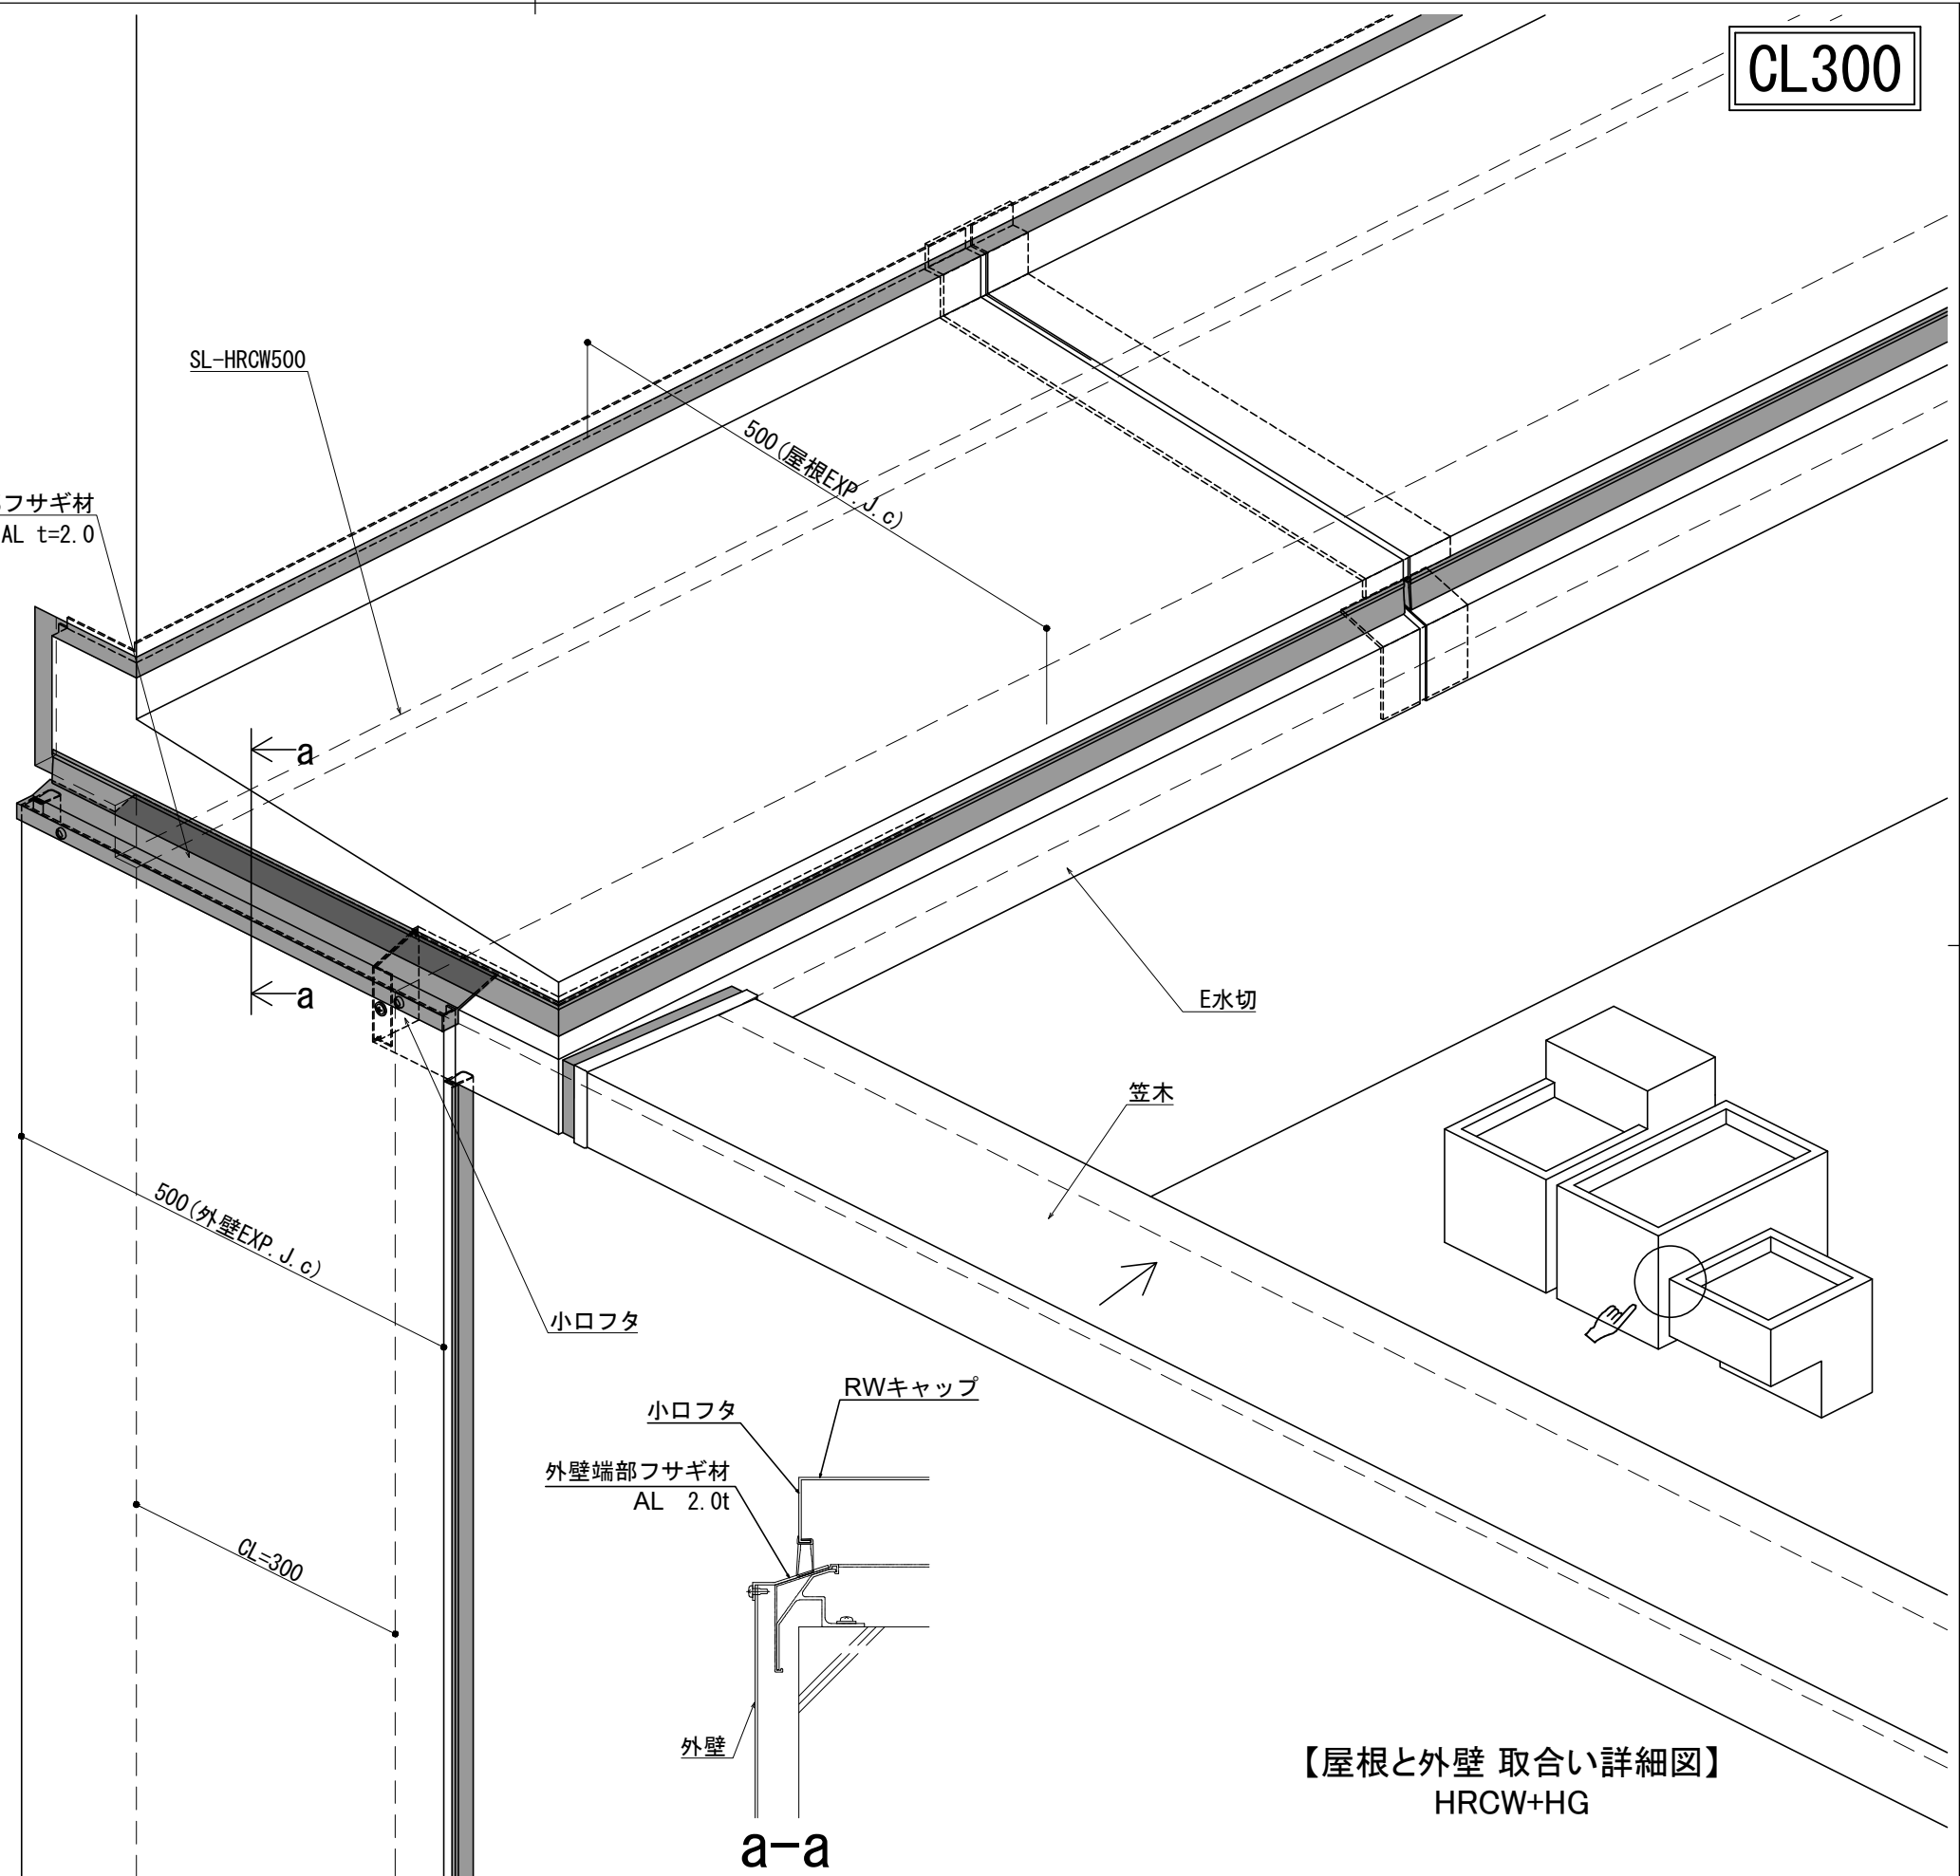 CL300
SL-HRCW500
500(屋根EXP.J.c)
フサギ材
AL t=2.0
a
a
E水切
笠木
500(外壁EXP.J.c)
小口フタ
CL=300
RWキャップ
小口フタ
外壁端部フサギ材
AL 2.0t
外壁
a-a
【屋根と外壁 取合い詳細図】
HRCW+HG